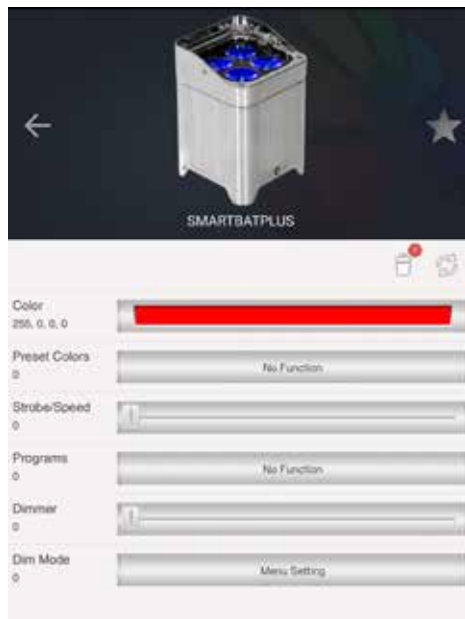 SMARTBATPLUS
Color
255, 0, 0, 0
Preset Colors
0
No Function
Strobe/Speed
0
Programs
0
No Function
Dimmer
0
Dim Mode
0
Menu Setting